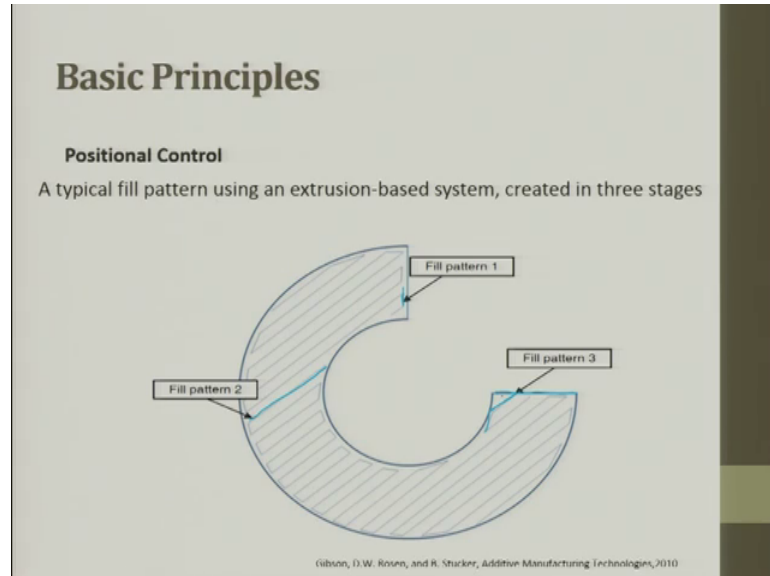 Basic Principles
Positional Control
A typical fill pattern using an extrusion-based system, created in three stages
Fill pattern 1
Fill pattern 3
Fill pattern 2
Gibson, D.W. Rosen, and B. Stucker, Additive Manufacturing Technologies,2010